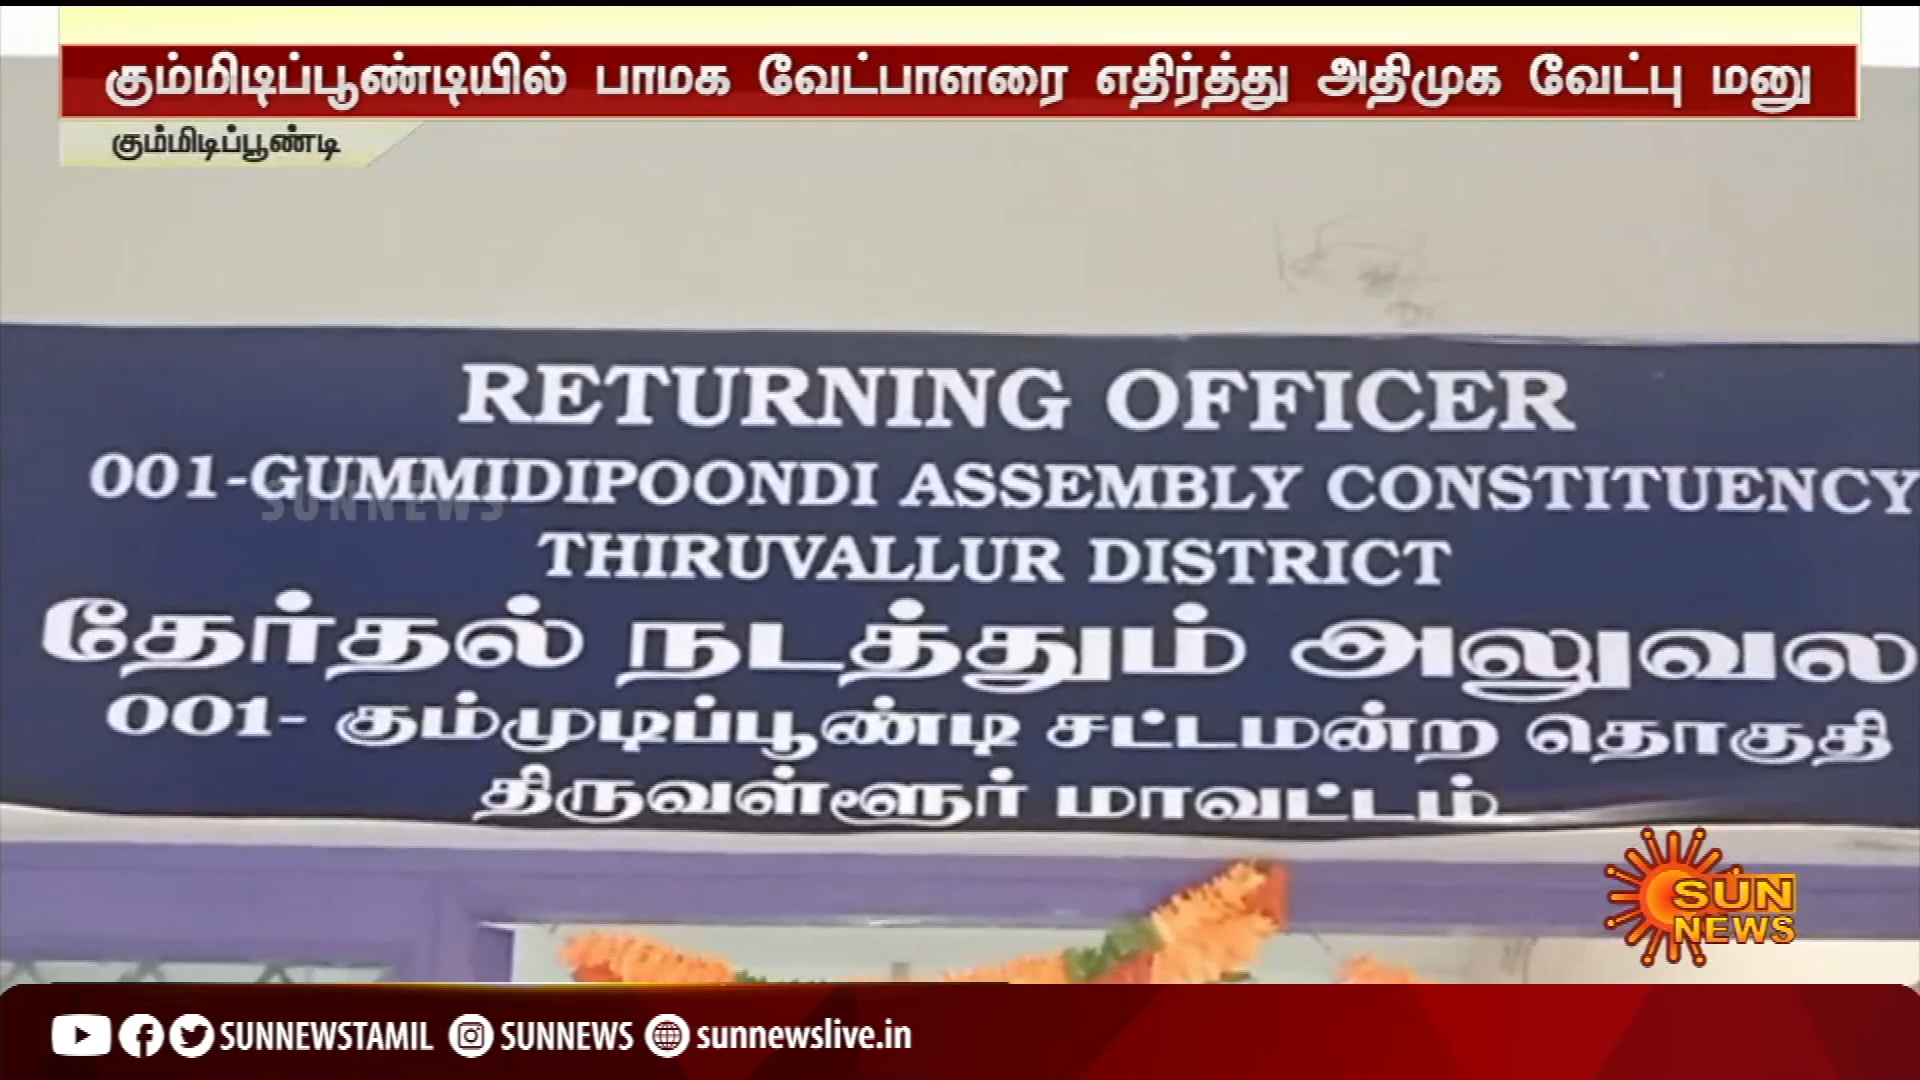 கும்மிடிப்பூண்டியில் பாமக வேட்பாளரை எதிர்த்து அதிமுக வேட்பு மனு
கும்மிடிப்பூண்டி
RETURNING OFFICER
001-GUMMIDIPOONDI ASSEMBLY CONSTITUENCY
SUNNEWS
THIRUVALLUR DISTRICT
தேர்தல் நடத்தும் அலுவல
001- கும்முடிப்பூண்டி சட்டமன்ற தொகுதி
திருவள்ளூர் மாவட்டம்
SUN
NEWS
SUNNEWSTAMIL SUNNEWS sunnewslive.in